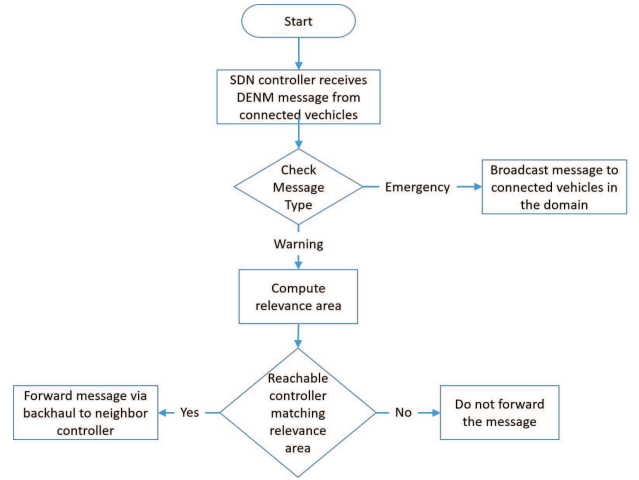 Start
SDN controller receives
DENM message from
connected vechicles
Check
Message
Type
Emergency
Broadcast message to
connected vehicles in
the domain
Warning
Compute
relevance area
Reachable
controller
matching
relevance
area
Yes
Forward message via
backhaul to neighbor
controller
No
Do not forward
the message